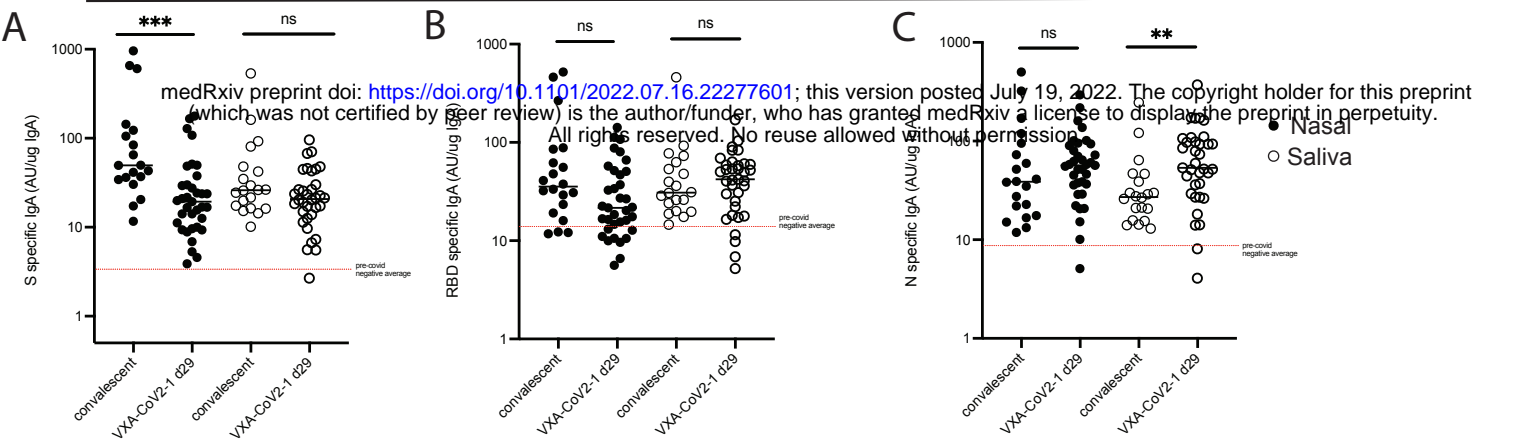 A
***
ns
1000
100
10
1
S specific IgA (AU/ug IgA)
pre-covid
negative average
convalescent
VXA-CoV2-1 d29
convalescent
VXA-CoV2-1 d29
B
ns
ns
1000
100
10
1
RBD specific IgA (AU/ug IgA)
pre-covid
negative average
convalescent
VXA-CoV2-1 d29
convalescent
VXA-CoV2-1 d29
C
ns
**
1000
100
10
1
N specific IgA (AU/ug IgA)
pre-covid
negative average
convalescent
VXA-CoV2-1 d29
convalescent
VXA-CoV2-1 d29
Nasal
Saliva
medRxiv preprint doi: https://doi.org/10.1101/2022.07.16.22277601; this version posted July 19, 2022. The copyright holder for this preprint
(which was not certified by peer review) is the author/funder, who has granted medRxiv a license to display the preprint in perpetuity.
All rights reserved. No reuse allowed without permission.